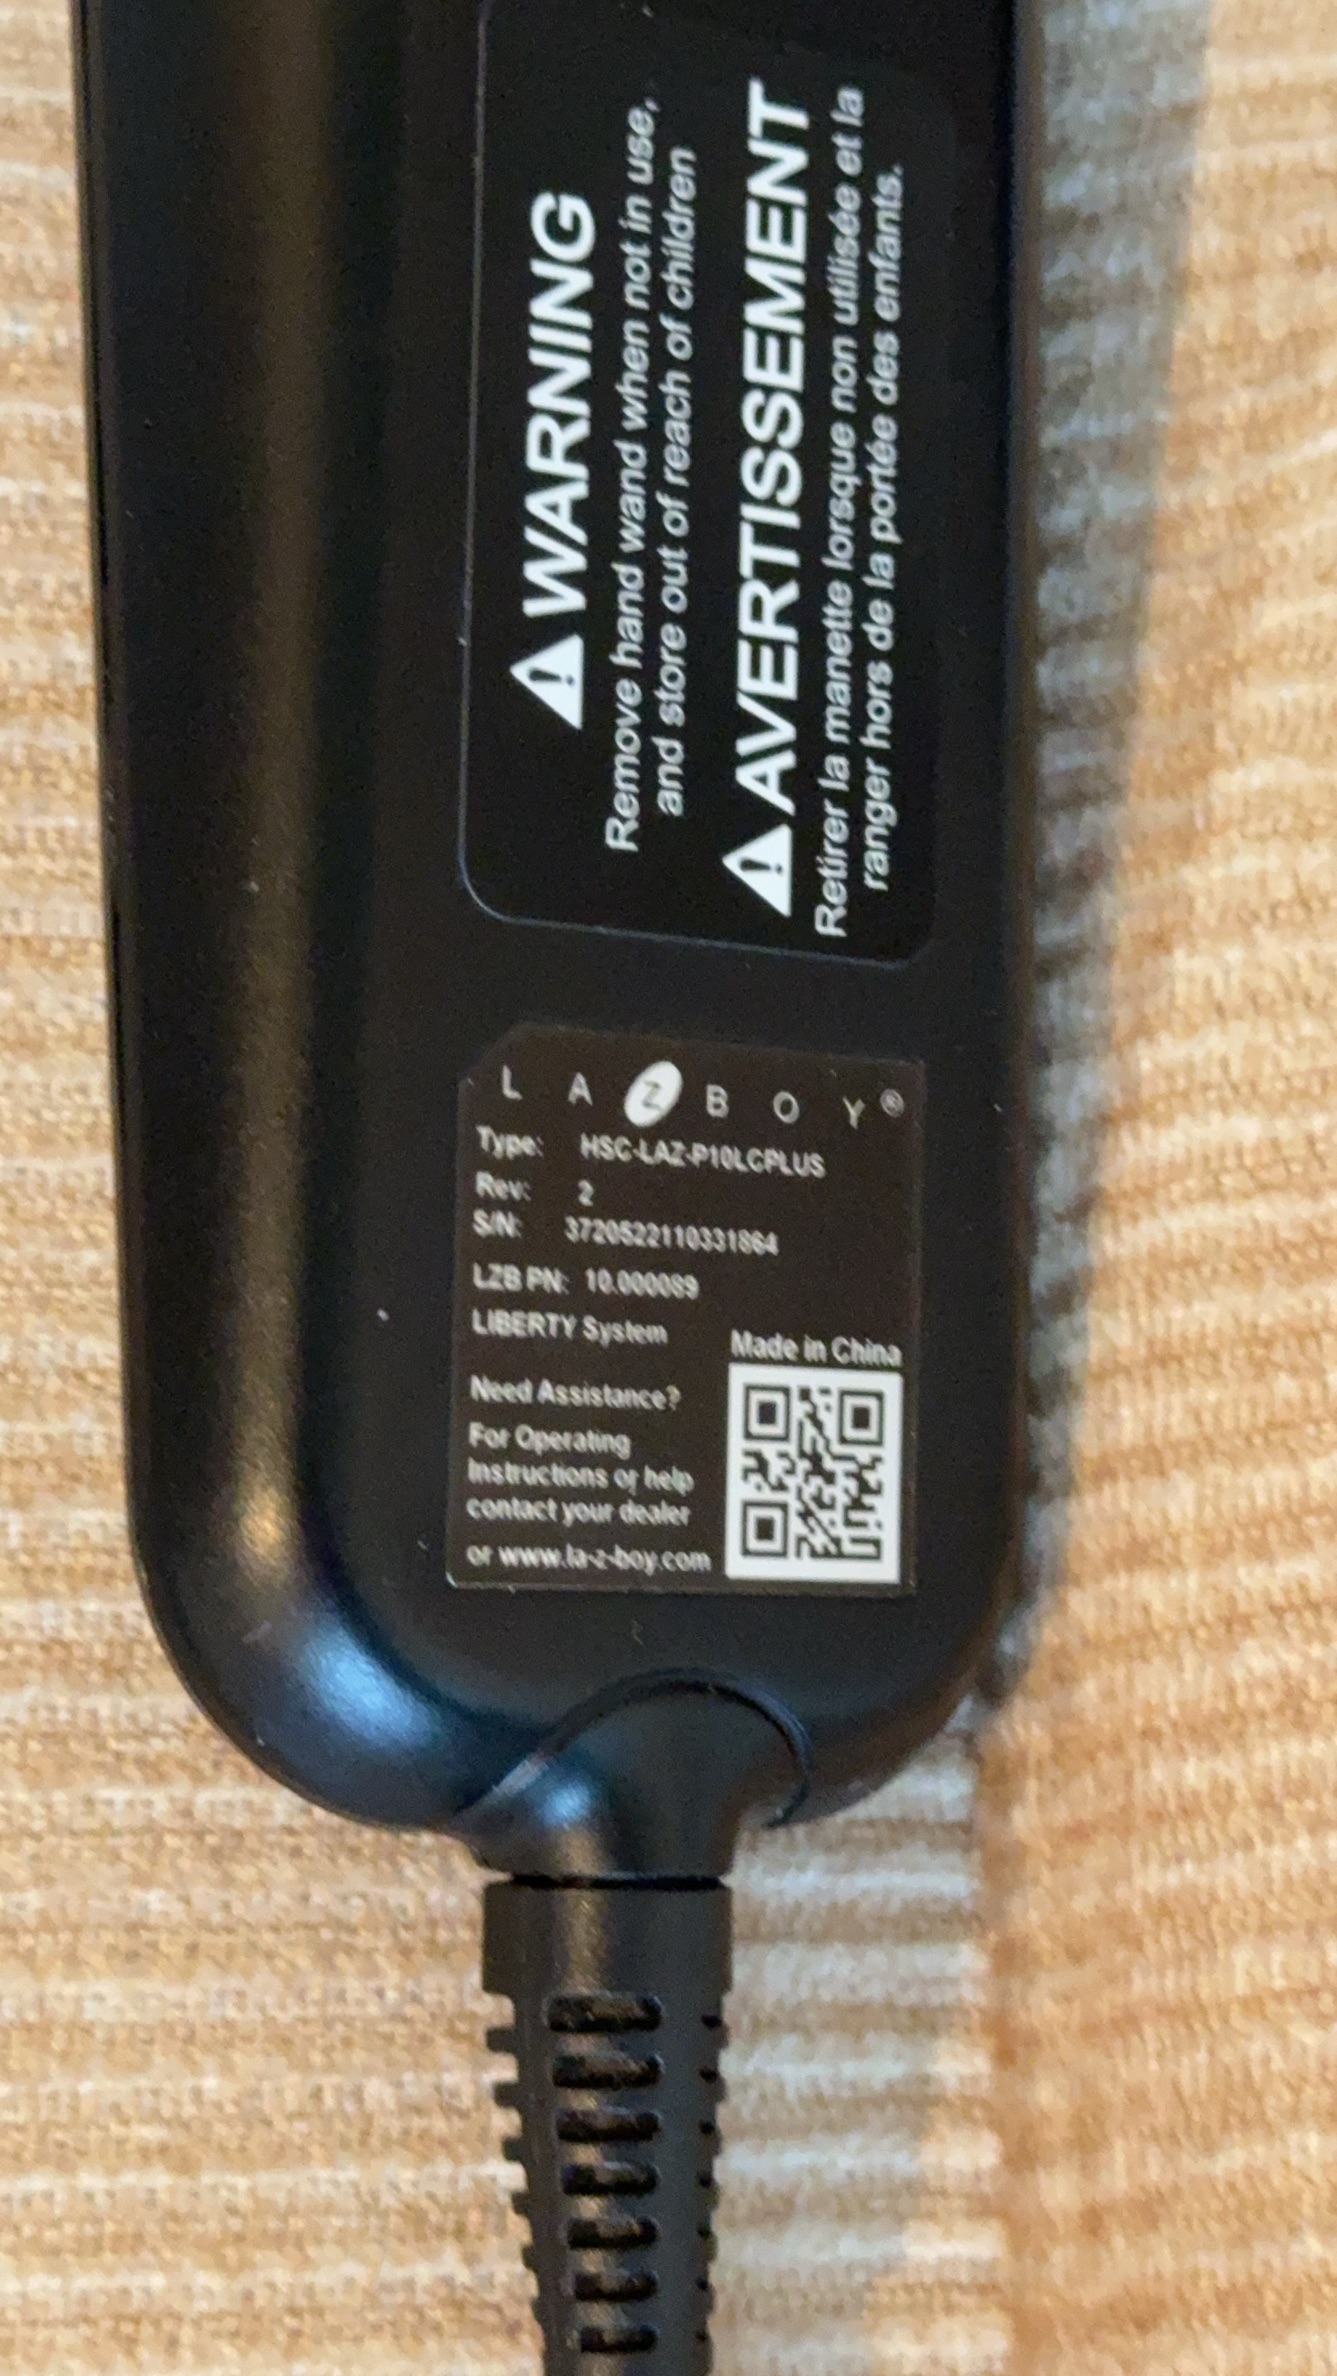 WARNING
Remove hand wand when not in use,
and store out of reach of children
AVERTISSEMENT
Retirer la manette lorsque non utilisée et la
ranger hors de la portée des enfants.
L A Z B O Y®
Type: HSC-LAZ-P10LCPLUS
Rev: 2
S/N: 3720522110331864
LZB PN: 10.000089
LIBERTY System
Made in China
Need Assistance?
For Operating
Instructions or help
contact your dealer
or www.la-z-boy.com